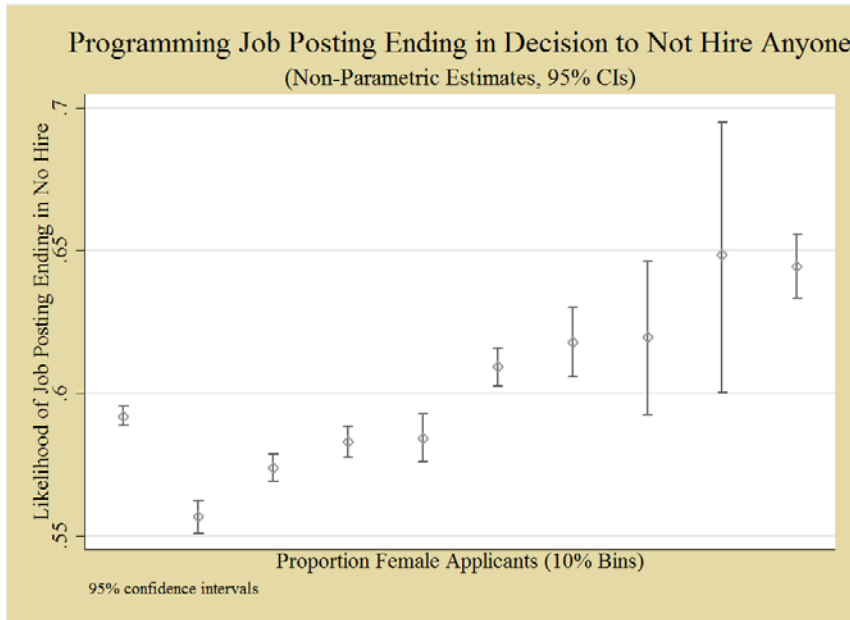 Programming Job Posting Ending in Decision to Not Hire Anyone
(Non-Parametric Estimates, 95% CIs)
Likelihood of Job Posting Ending in No Hire
.7
.65
.6
.55
Proportion Female Applicants (10% Bins)
95% confidence intervals